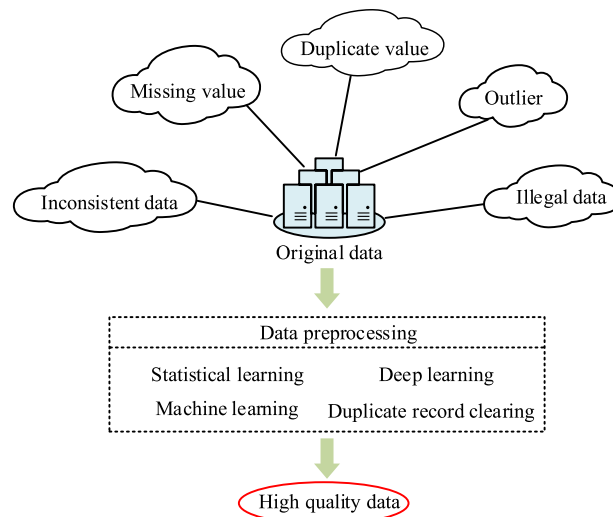 Duplicate value
Missing value
Outlier
Inconsistent data
Illegal data
Original data
Data preprocessing
Statistical learning
Deep learning
Machine learning
Duplicate record clearing
High quality data